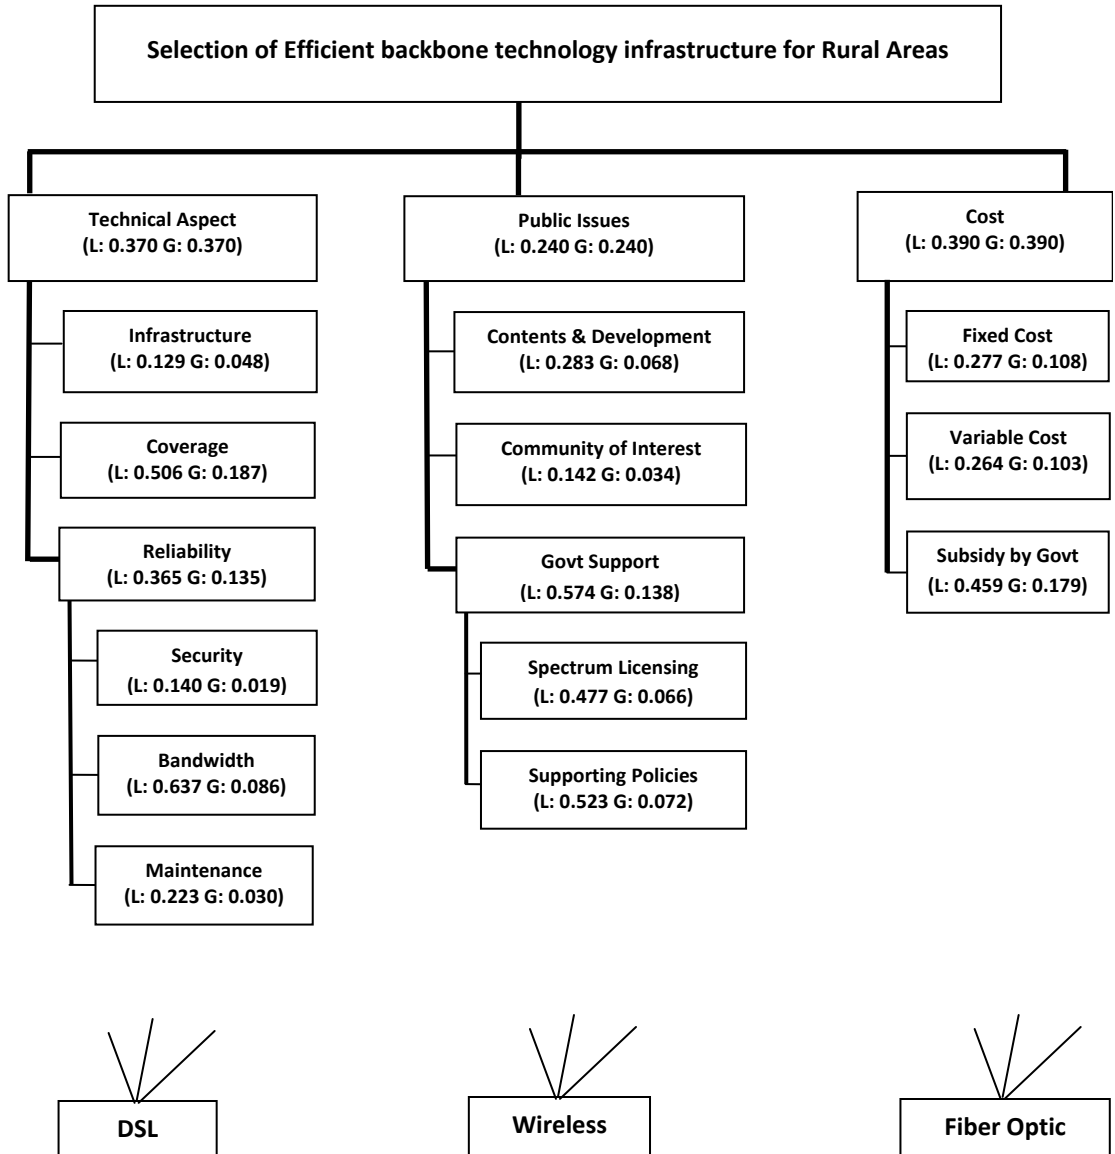 Selection of Efficient backbone technology infrastructure for Rural Areas
Technical Aspect
(L: 0.370 G: 0.370)
Infrastructure
(L: 0.129 G: 0.048)
Coverage
(L: 0.506 G: 0.187)
Reliability
(L: 0.365 G: 0.135)
Security
(L: 0.140 G: 0.019)
Bandwidth
(L: 0.637 G: 0.086)
Maintenance
(L: 0.223 G: 0.030)
Public Issues
(L: 0.240 G: 0.240)
Contents & Development
(L: 0.283 G: 0.068)
Community of Interest
(L: 0.142 G: 0.034)
Govt Support
(L: 0.574 G: 0.138)
Spectrum Licensing
(L: 0.477 G: 0.066)
Supporting Policies
(L: 0.523 G: 0.072)
Cost
(L: 0.390 G: 0.390)
Fixed Cost
(L: 0.277 G: 0.108)
Variable Cost
(L: 0.264 G: 0.103)
Subsidy by Govt
(L: 0.459 G: 0.179)
DSL
Wireless
Fiber Optic